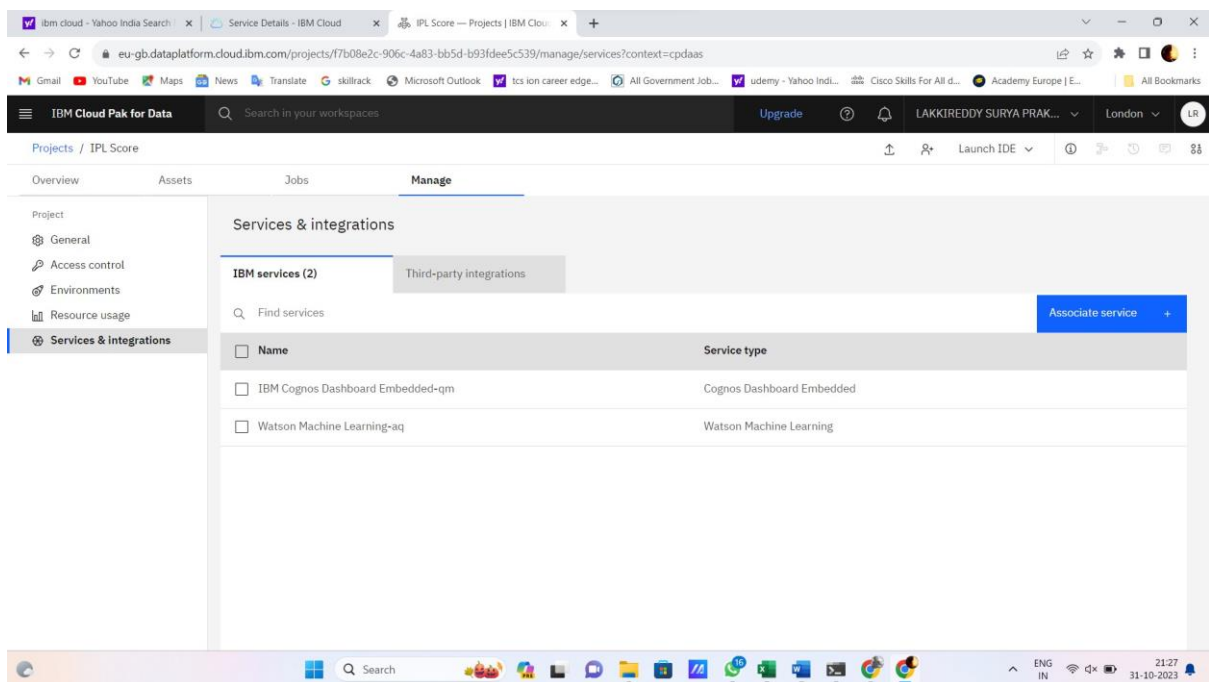 ibm cloud - Yahoo India Search
Service Details - IBM Cloud
IPL Score — Projects | IBM Clou
eu-gb.dataplatform.cloud.ibm.com/projects/f7b08e2c-906c-4a83-bb5d-b93fdee5c539/manage/services?context=cpdaas
Gmail YouTube Maps News Translate skillrack Microsoft Outlook tcs ion career edge... All Government Job... udemy - Yahoo Indi... Cisco Skills For All d... Academy Europe | E... All Bookmarks
IBM Cloud Pak for Data Search in your workspaces Upgrade LAKKIREDDY SURYA PRAK... London LR
Projects / IPL Score Launch IDE
Overview Assets Jobs Manage
Project
General
Access control
Environments
Resource usage
Services & integrations
Services & integrations
IBM services (2) Third-party integrations
Find services Associate service +
Name Service type
IBM Cognos Dashboard Embedded-qm Cognos Dashboard Embedded
Watson Machine Learning-aq Watson Machine Learning
Search 16 ENG 21:27
IN 31-10-2023